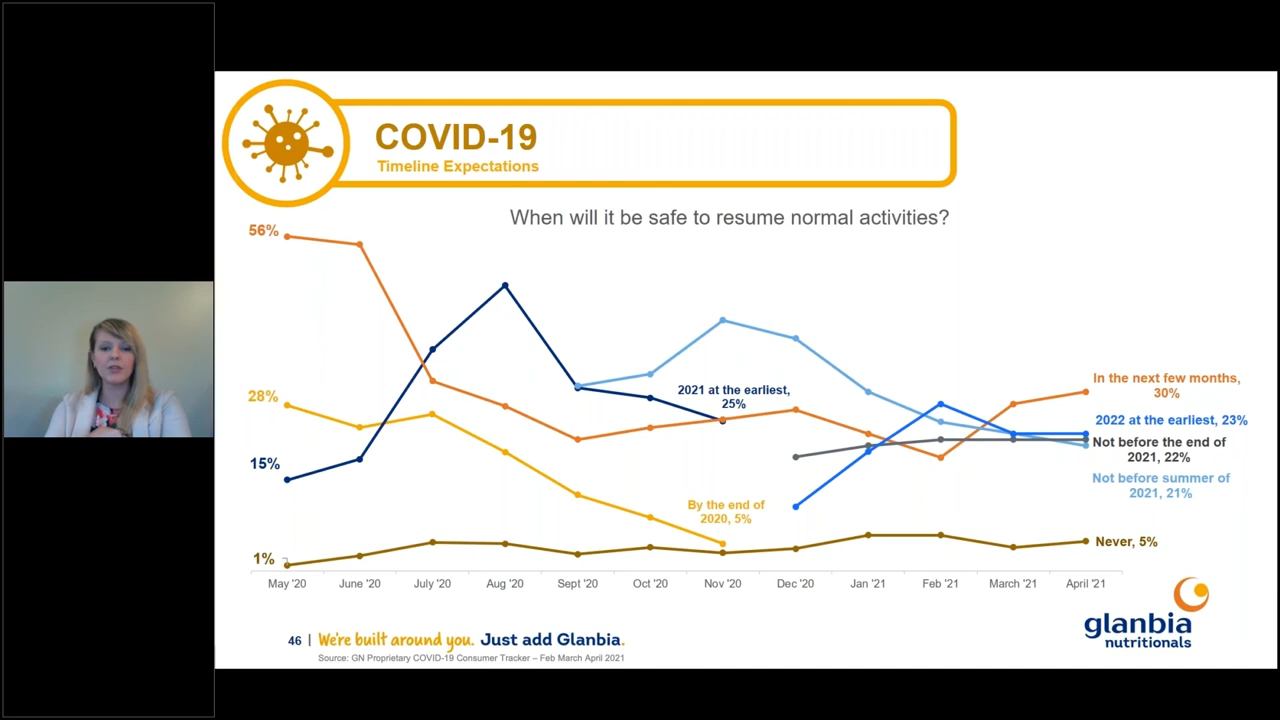 COVID-19
Timeline Expectations
When will it be safe to resume normal activities?
56%
28%
15%
1%
2021 at the earliest,
25%
By the end of
2020, 5%
In the next few months,
30%
2022 at the earliest, 23%
Not before the end of
2021, 22%
Not before summer of
2021, 21%
Never, 5%
May '20 June '20 July '20 Aug '20 Sept '20 Oct '20 Nov '20 Dec '20 Jan '21 Feb '21 March '21 April '21
46 | We're built around you. Just add Glanbia.
Source: GN Proprietary COVID-19 Consumer Tracker – Feb March April 2021
glanbia
nutritionals